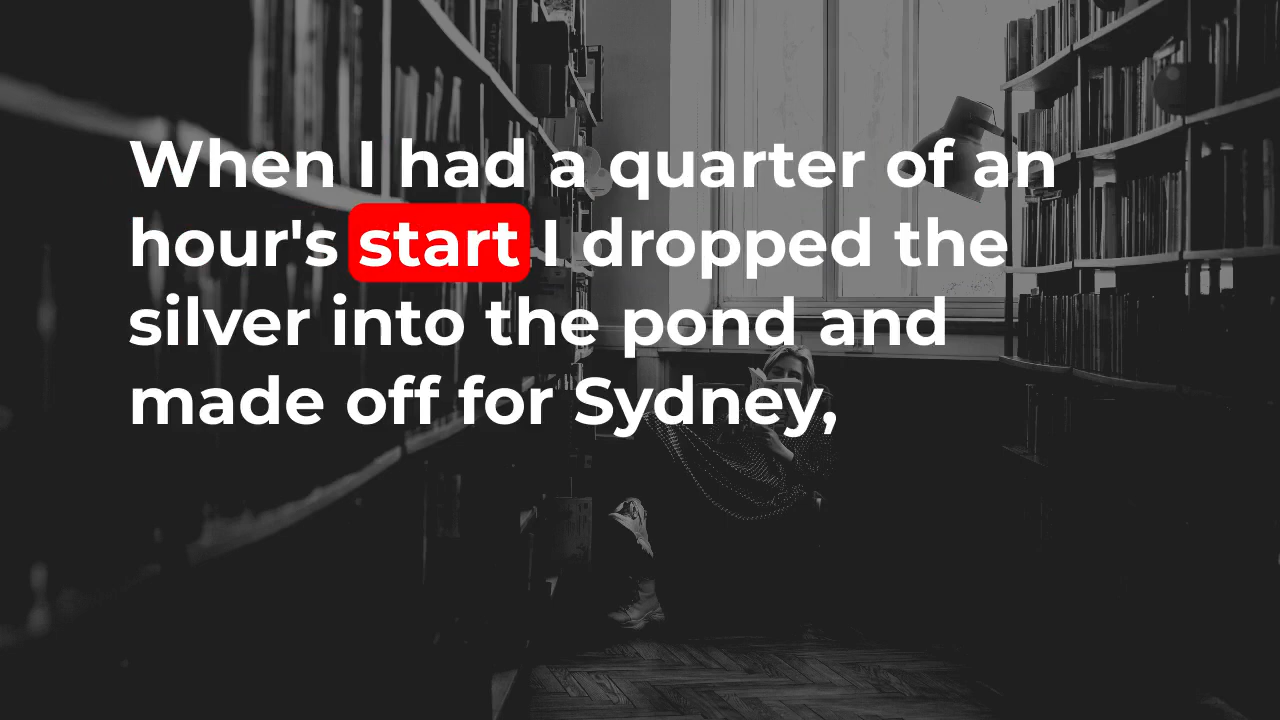 When I had a quarter of an
hour's start I dropped the
silver into the pond and
made off for Sydney,